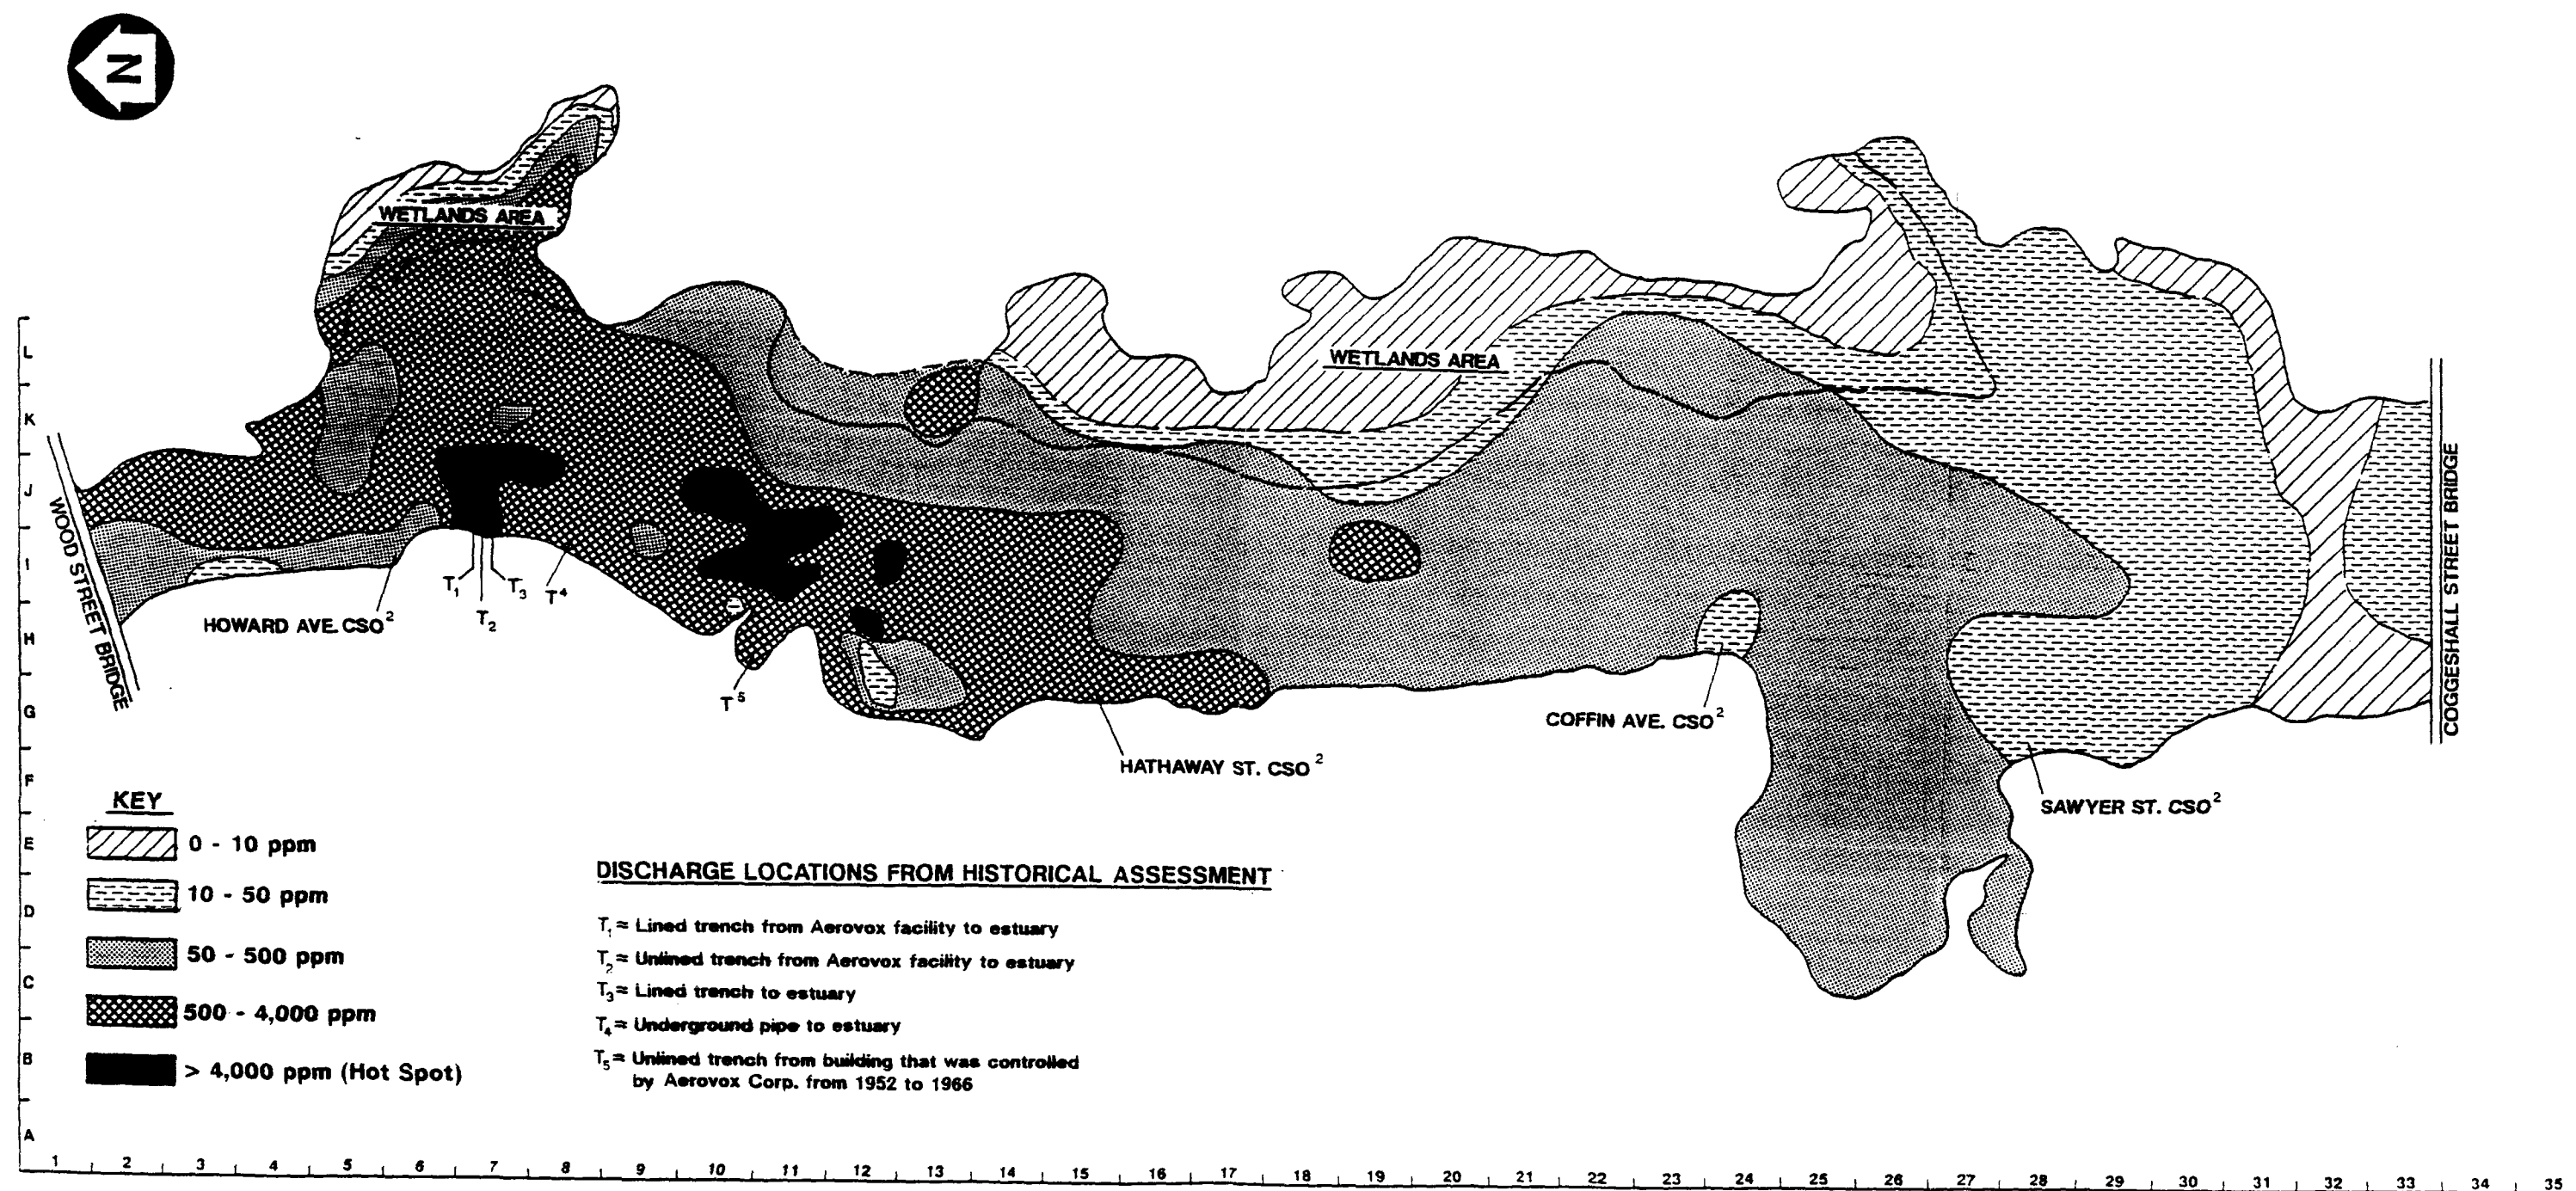 N
WETLANDS AREA
WETLANDS AREA
L
K
J
I
H
G
F
E
D
C
B
A
WOOD STREET BRIDGE
COGGESHALL STREET BRIDGE
T1
T2
T3
T4
HOWARD AVE. CSO2
T5
COFFIN AVE. CSO2
HATHAWAY ST. CSO2
SAWYER ST. CSO2
KEY
0 - 10 ppm
10 - 50 ppm
50 - 500 ppm
500 - 4,000 ppm
> 4,000 ppm (Hot Spot)
DISCHARGE LOCATIONS FROM HISTORICAL ASSESSMENT
T1 = Lined trench from Aerovox facility to estuary
T2 = Unlined trench from Aerovox facility to estuary
T3 = Lined trench to estuary
T4 = Underground pipe to estuary
T5 = Unlined trench from building that was controlled
by Aerovox Corp. from 1952 to 1966
1 2 3 4 5 6 7 8 9 10 11 12 13 14 15 16 17 18 19 20 21 22 23 24 25 26 27 28 29 30 31 32 33 34 35